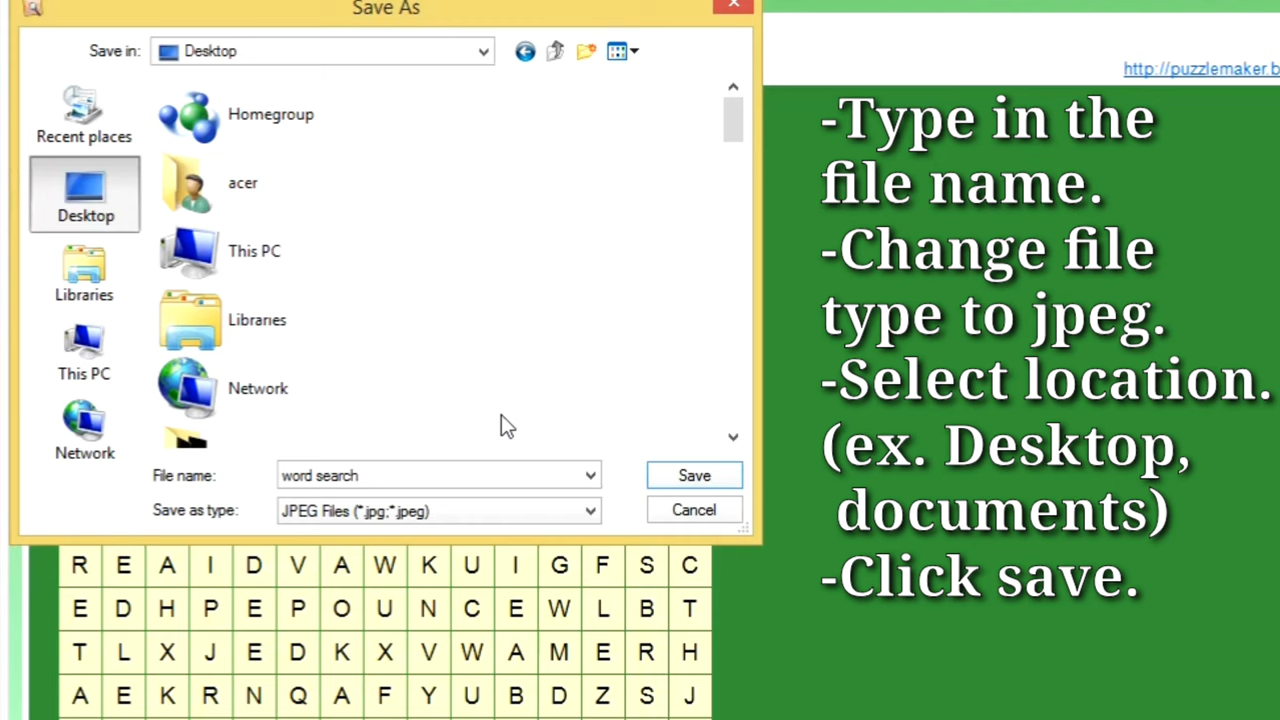 Save As
Save in: Desktop
http://puzzlemaker.b
Recent places
Desktop
Libraries
This PC
Network
Homegroup
acer
This PC
Libraries
Network
File name: word search Save
Save as type: JPEG Files (*.jpg;*.jpeg) Cancel
-Type in the
file name.
-Change file
type to jpeg.
-Select location.
(ex. Desktop,
documents)
-Click save.
R E A I D V A W K U I G F S C
E D H P E P O U N C E W L B T
T L X J E D K X V W A M E R H
A E K R N Q A F Y U B D Z S J